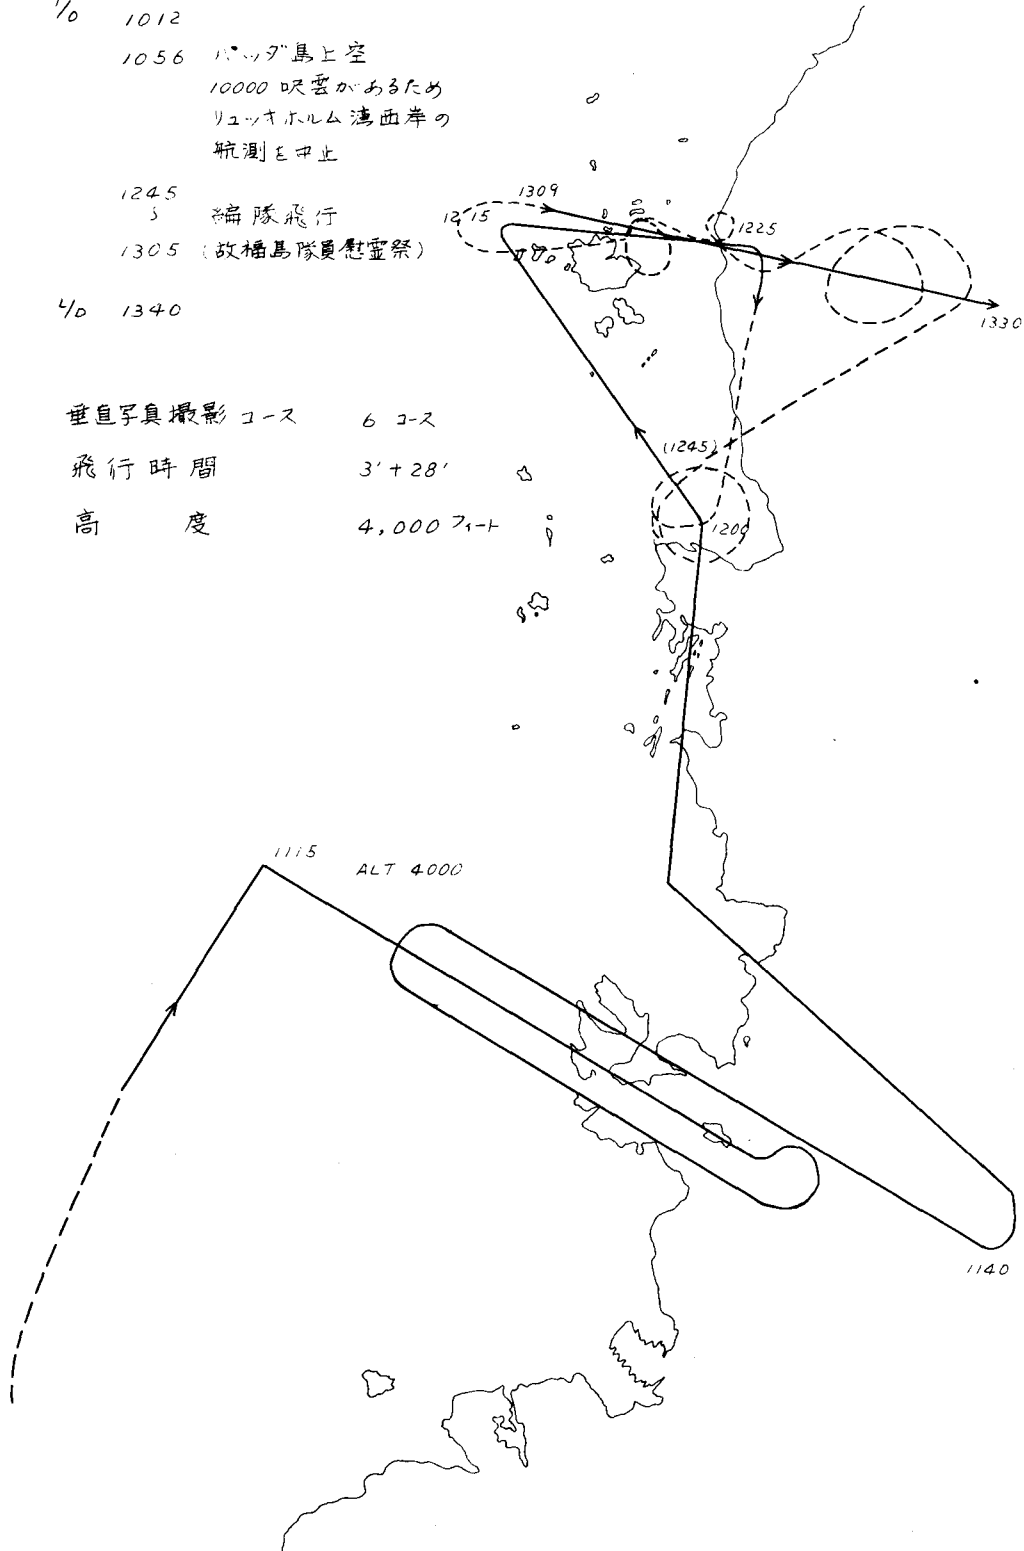 T/O 1012
1056 パッダ島上空
10000 呎雲があるため
リュッオホルム湾西岸の
航測を中止
1245
〜 編隊飛行
1305 (故福島隊員慰霊祭)
L/D 1340
垂直写真撮影コース 6 コース
飛行時間 3'+28'
高 度 4,000 フィート
1309
1215
1225
1330
(1245)
1200
1115 ALT 4000
1140